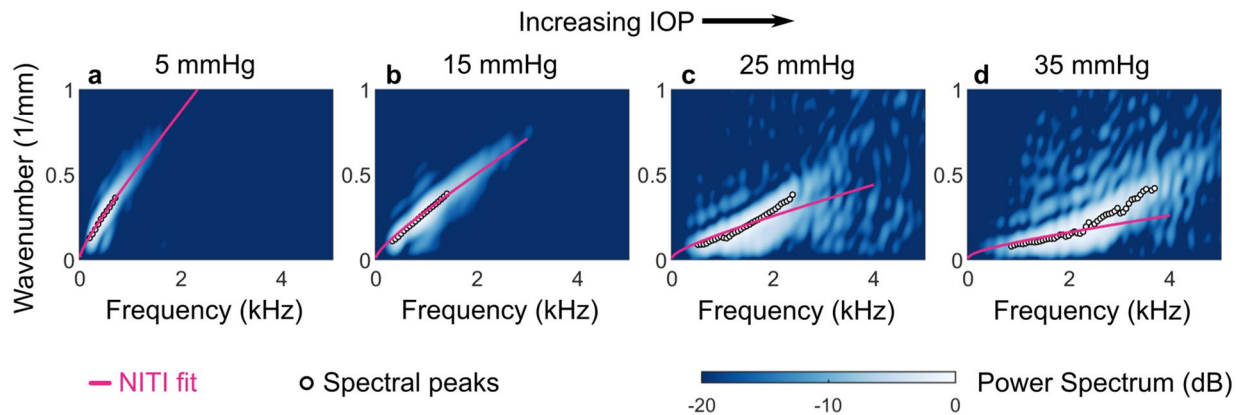 Increasing IOP
a 5 mmHg b 15 mmHg c 25 mmHg d 35 mmHg
Wavenumber (1/mm)
1 1 1 1
0.5 0.5 0.5 0.5
0 0 0 0
0 2 4 0 2 4 0 2 4 0 2 4
Frequency (kHz) Frequency (kHz) Frequency (kHz) Frequency (kHz)
NITI fit Spectral peaks Power Spectrum (dB)
-20 -10 0